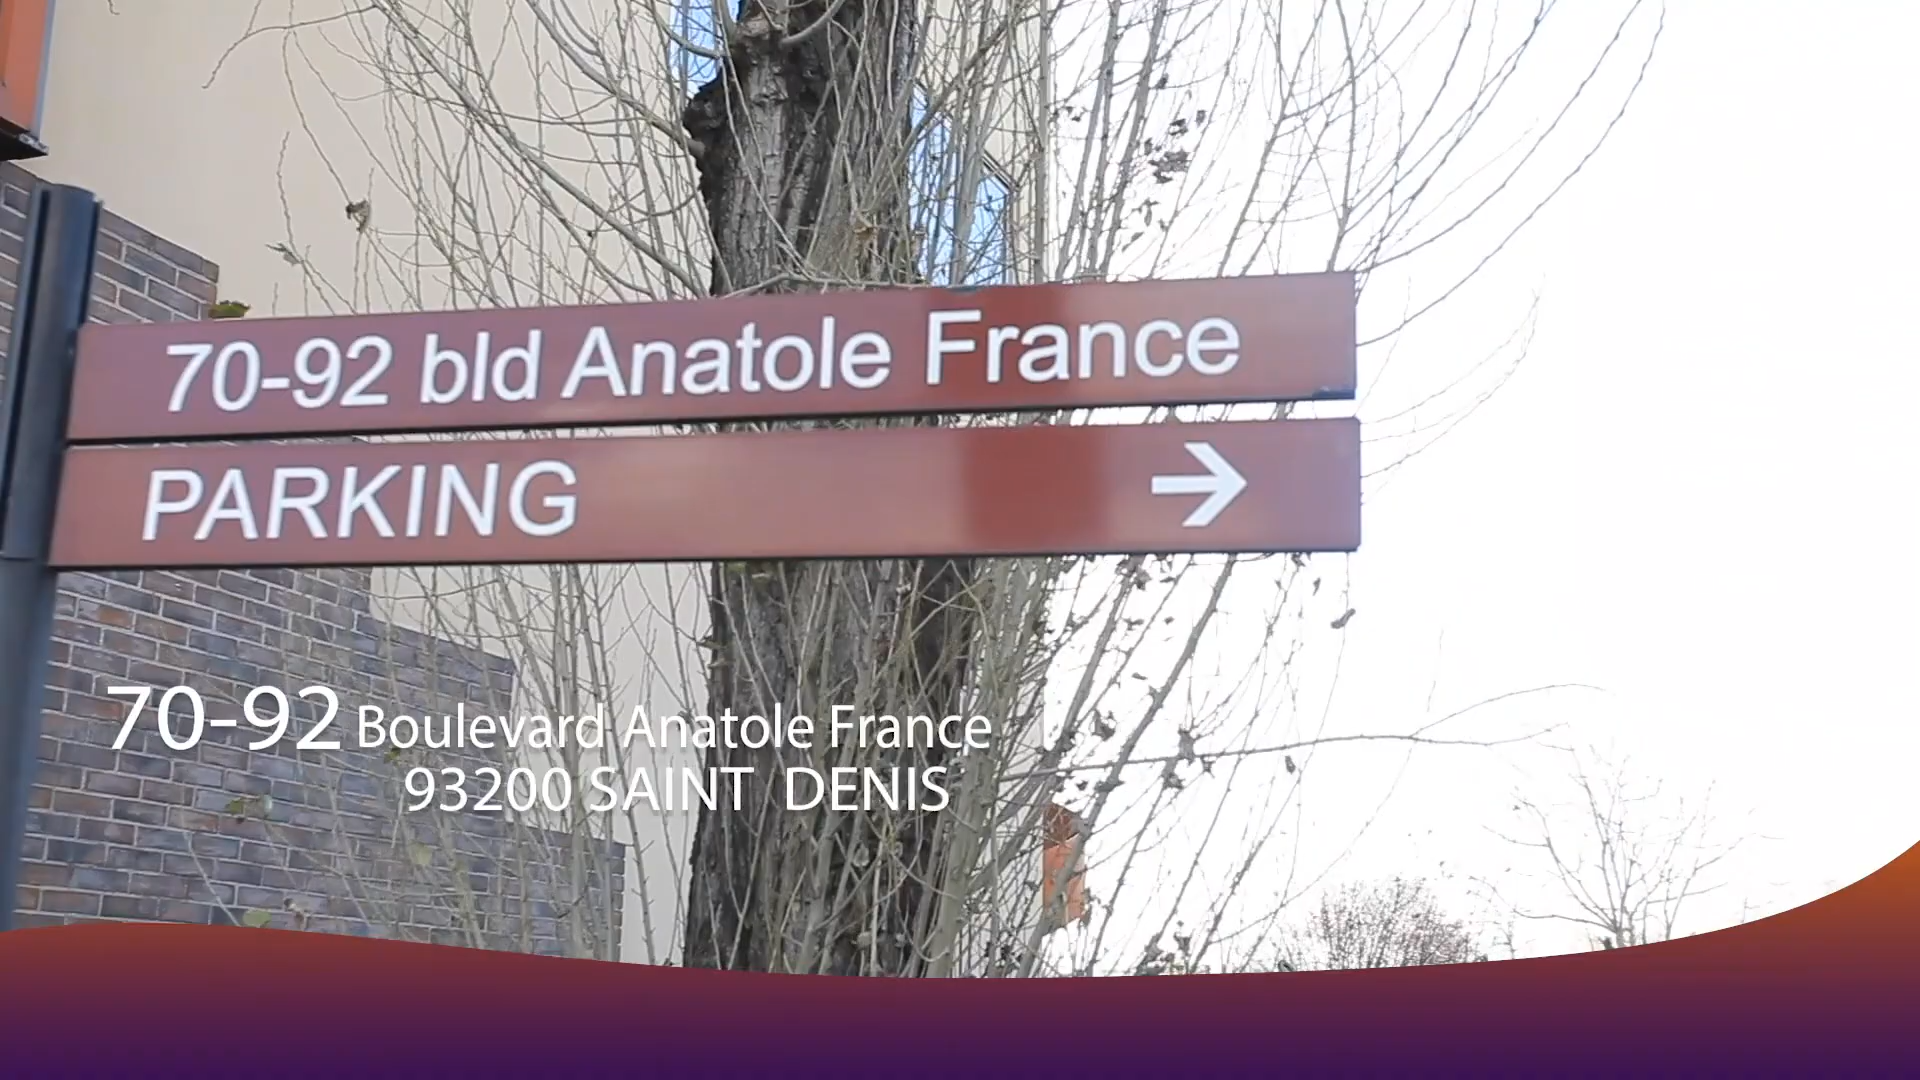 70-92 bld Anatole France
PARKING →
70-92 Boulevard Anatole France
93200 SAINT DENIS